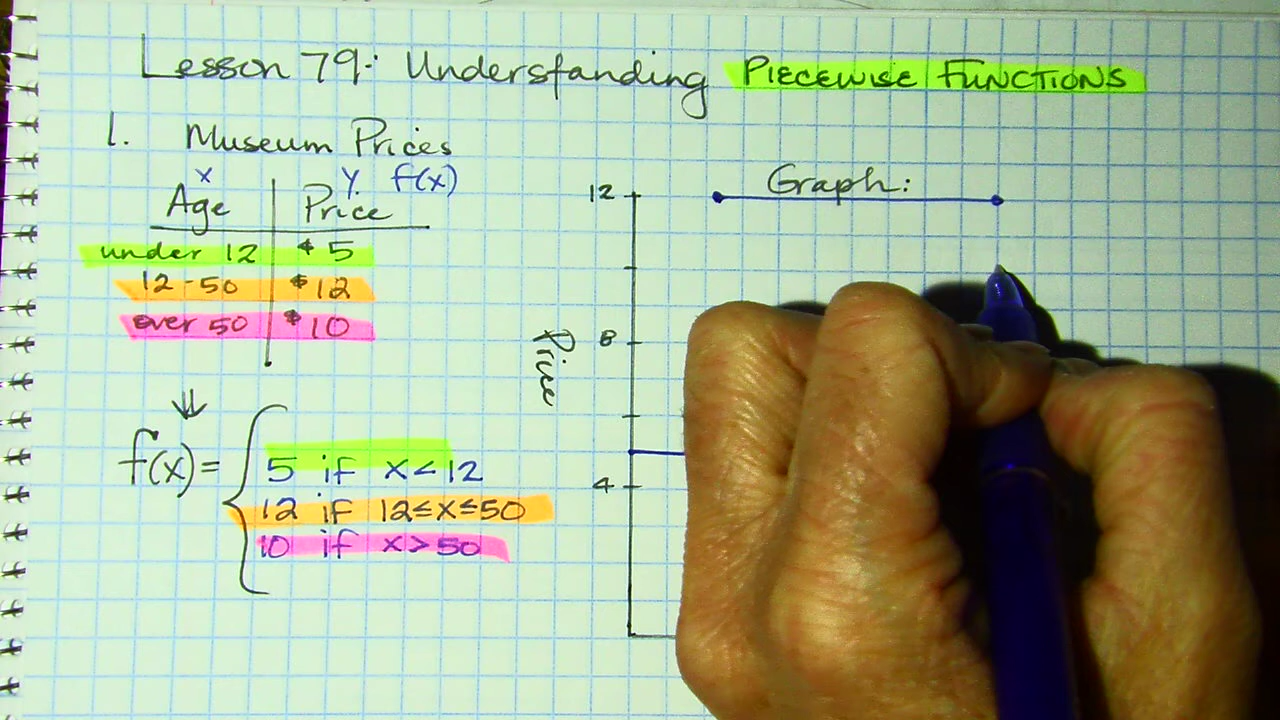 Lesson 79: Understanding PIECEWISE FUNCTIONS
1. Museum Prices
x y f(x)
Age Price
under 12 $ 5
12-50 $12
over 50 $10
f(x) = 5 if x < 12
12 if 12 ≤ x ≤ 50
10 if x > 50
Graph:
12
8
4
Price